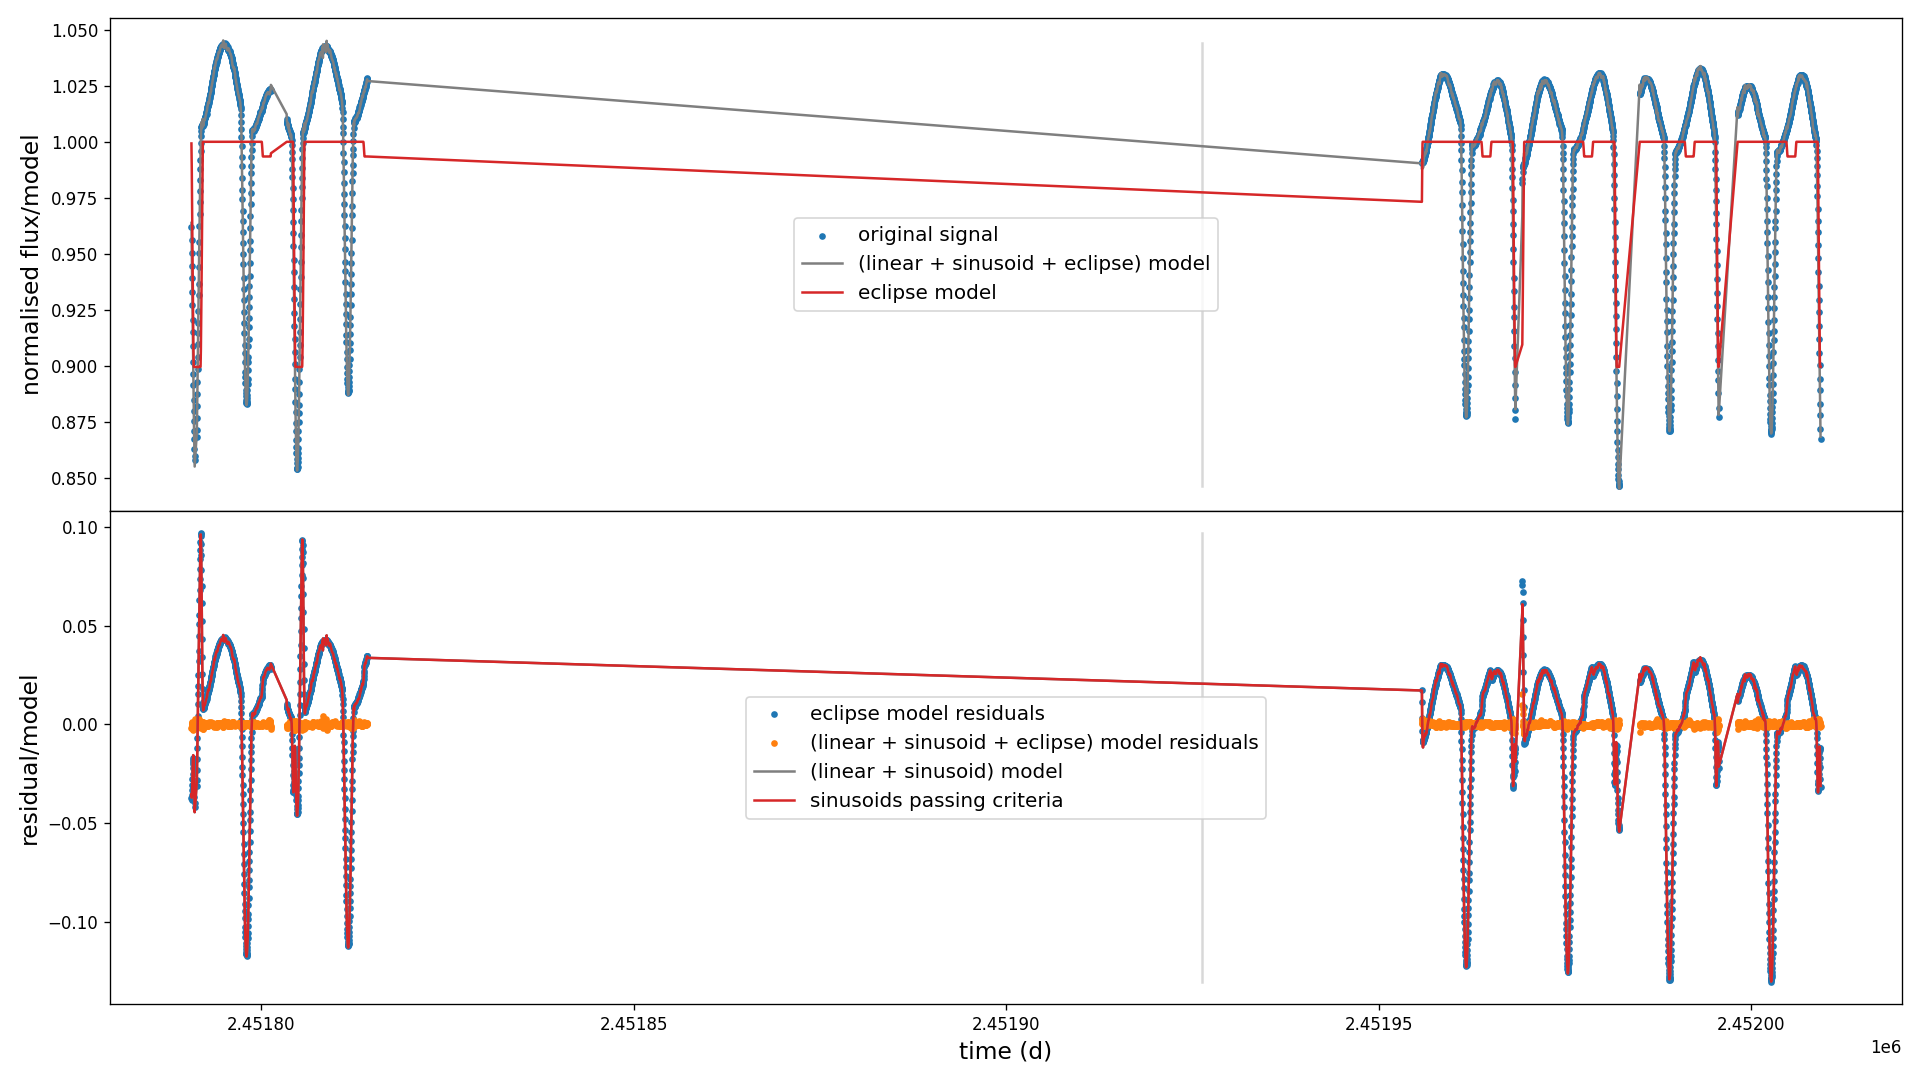 1.050
1.025
1.000
0.975
0.950
0.925
0.900
0.875
0.850
normalised flux/model
original signal
(linear + sinusoid + eclipse) model
eclipse model
0.10
0.05
0.00
−0.05
−0.10
residual/model
eclipse model residuals
(linear + sinusoid + eclipse) model residuals
(linear + sinusoid) model
sinusoids passing criteria
2.45180 2.45185 2.45190 2.45195 2.45200
time (d)
1e6